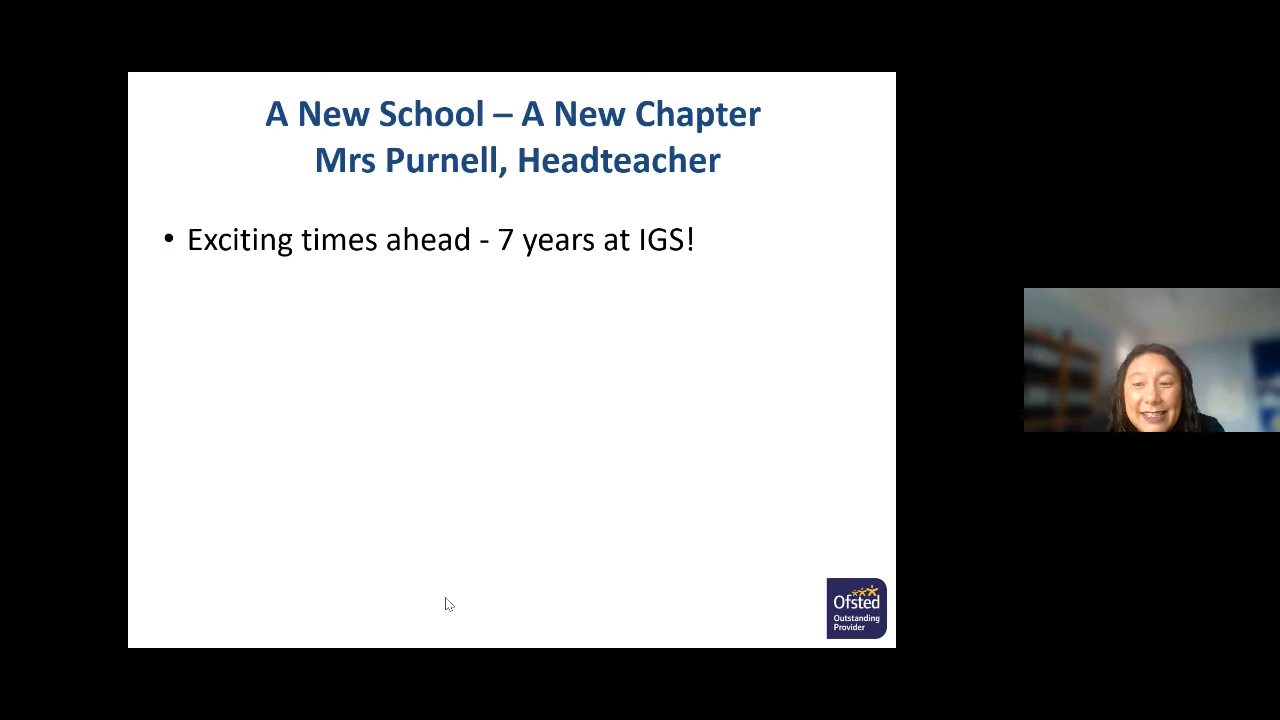 A New School – A New Chapter
Mrs Purnell, Headteacher
• Exciting times ahead - 7 years at IGS!
Ofsted
Outstanding
Provider